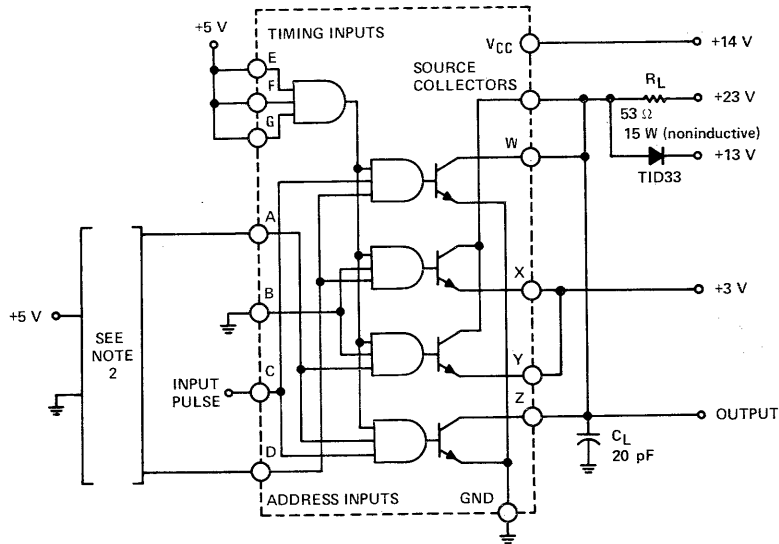 +5 V
TIMING INPUTS
E
F
G
VCC
+14 V
SOURCE
COLLECTORS
RL
+23 V
53 Ω
15 W (noninductive)
W
+13 V
TID33
A
X
+3 V
B
+5 V
SEE
NOTE
2
Y
C
INPUT
PULSE
Z
OUTPUT
CL
20 pF
D
ADDRESS INPUTS
GND